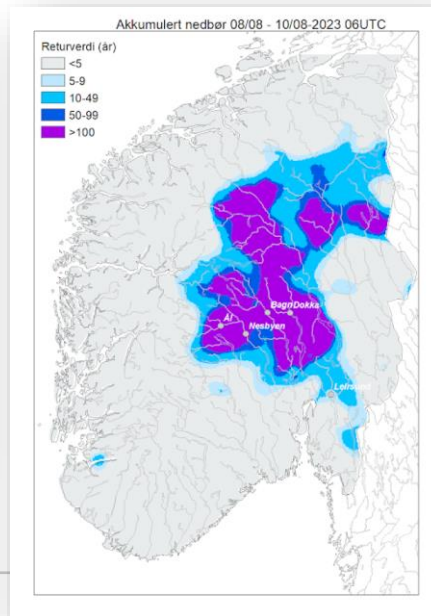 Akkumulert nedbør 08/08 - 10/08-2023 06UTC
Returverdi (år)
<5
5-9
10-49
50-99
>100
Bagn Dokka
Ål
Nesbyen